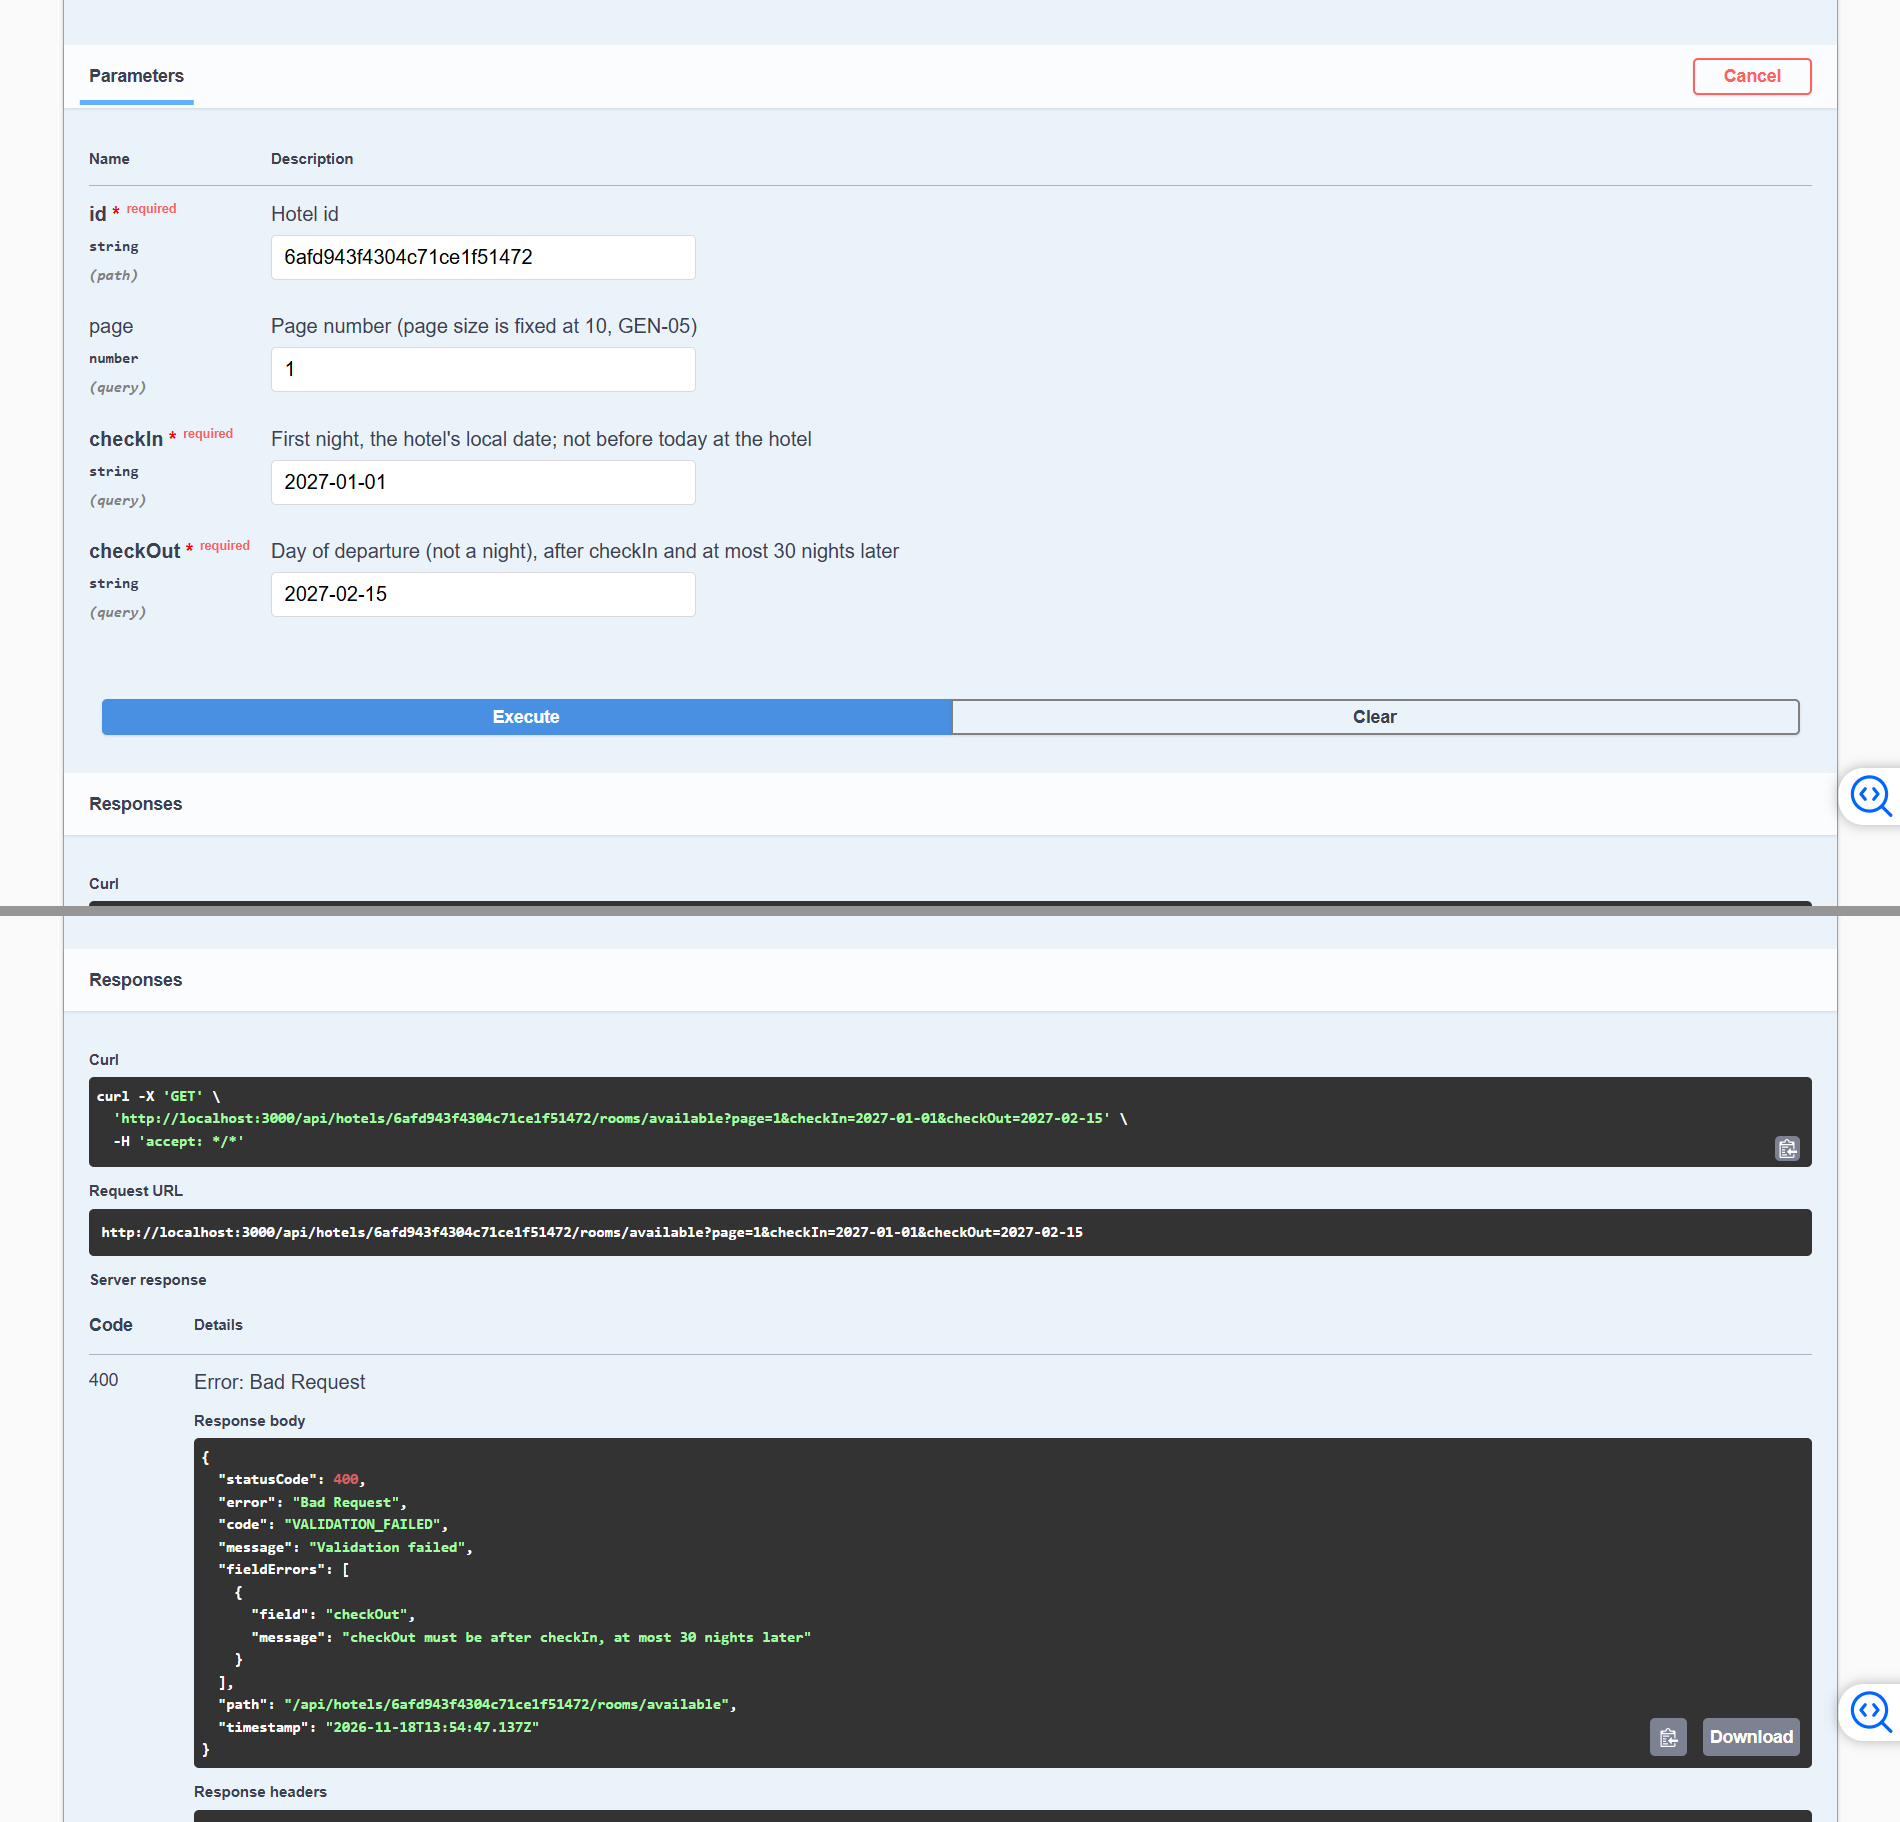 Parameters
Cancel
Name Description
id * required Hotel id
string
(path)
6afd943f4304c71ce1f51472
page Page number (page size is fixed at 10, GEN-05)
number
(query)
1
checkIn * required First night, the hotel's local date; not before today at the hotel
string
(query)
2027-01-01
checkOut * required Day of departure (not a night), after checkIn and at most 30 nights later
string
(query)
2027-02-15
Execute Clear
Responses
Curl
Responses
Curl
curl -X 'GET' \
  'http://localhost:3000/api/hotels/6afd943f4304c71ce1f51472/rooms/available?page=1&checkIn=2027-01-01&checkOut=2027-02-15' \
  -H 'accept: */*'
Request URL
http://localhost:3000/api/hotels/6afd943f4304c71ce1f51472/rooms/available?page=1&checkIn=2027-01-01&checkOut=2027-02-15
Server response
Code Details
400 Error: Bad Request
Response body
{
  "statusCode": 400,
  "error": "Bad Request",
  "code": "VALIDATION_FAILED",
  "message": "Validation failed",
  "fieldErrors": [
    {
      "field": "checkOut",
      "message": "checkOut must be after checkIn, at most 30 nights later"
    }
  ],
  "path": "/api/hotels/6afd943f4304c71ce1f51472/rooms/available",
  "timestamp": "2026-11-18T13:54:47.137Z"
}
Download
Response headers